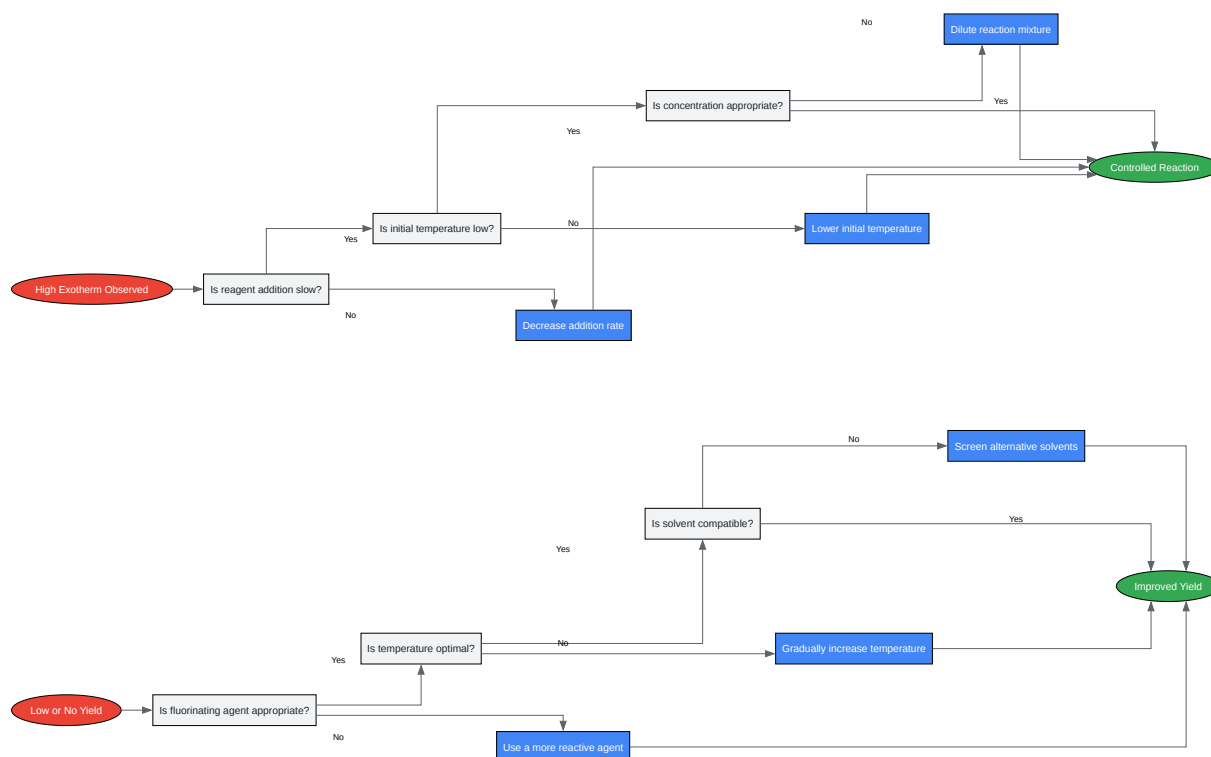 No
Dilute reaction mixture
Is concentration appropriate?
Yes
Yes
Controlled Reaction
Is initial temperature low?
No
Lower initial temperature
Yes
High Exotherm Observed
Is reagent addition slow?
No
Decrease addition rate
No
Screen alternative solvents
Is solvent compatible?
Yes
Yes
Improved Yield
Is temperature optimal?
No
Gradually increase temperature
Yes
Low or No Yield
Is fluorinating agent appropriate?
No
Use a more reactive agent